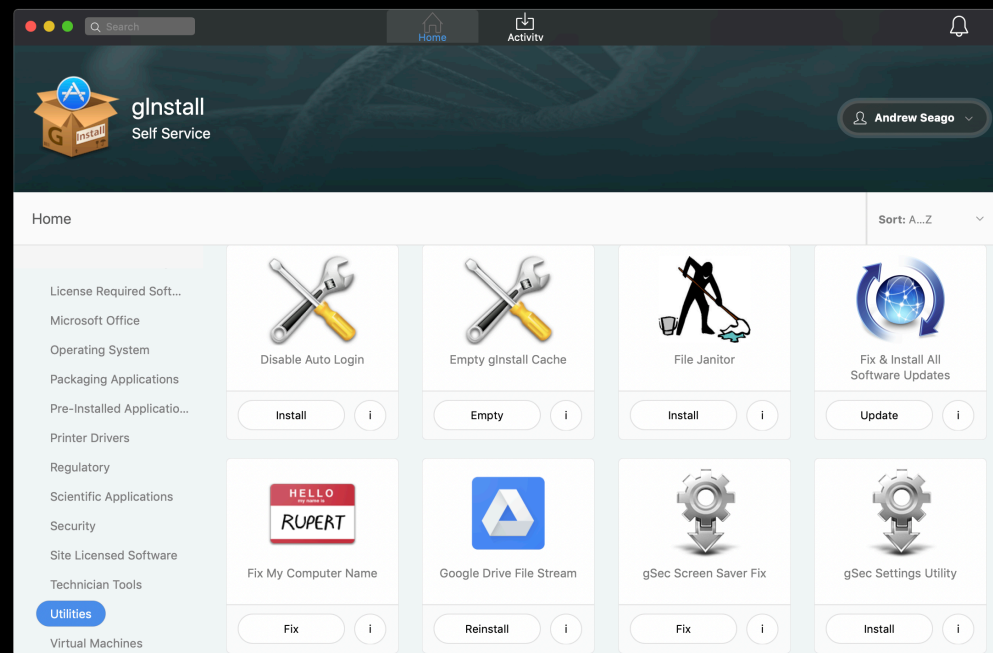 Search
Home
Activity
gInstall
Self Service
G
Install
Andrew Seago
Home
Sort: A...Z
License Required Soft...
Microsoft Office
Operating System
Packaging Applications
Pre-Installed Applicatio...
Printer Drivers
Regulatory
Scientific Applications
Security
Site Licensed Software
Technician Tools
Utilities
Virtual Machines
Disable Auto Login
Install
i
Empty gInstall Cache
Empty
i
File Janitor
Install
i
Fix & Install All
Software Updates
Update
i
HELLO
my name is
RUPERT
Fix My Computer Name
Fix
i
Google Drive File Stream
Reinstall
i
gSec Screen Saver Fix
Fix
i
gSec Settings Utility
Install
i